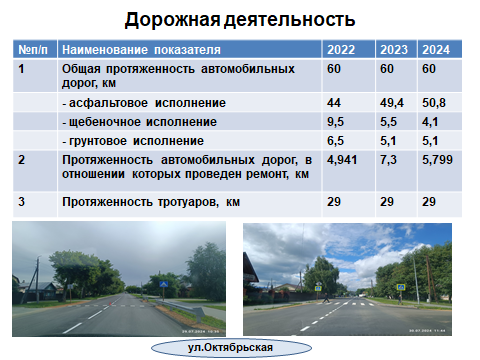 Дорожная деятельность
№п/п Наименование показателя 2022 2023 2024
1 Общая протяженность автомобильных 60 60 60
дорог, км
- асфальтовое исполнение 44 49,4 50,8
- щебеночное исполнение 9,5 5,5 4,1
- грунтовое исполнение 6,5 5,1 5,1
2 Протяженность автомобильных дорог, в 4,941 7,3 5,799
отношении которых проведен ремонт, км
3 Протяженность тротуаров, км 29 29 29
ул.Октябрьская